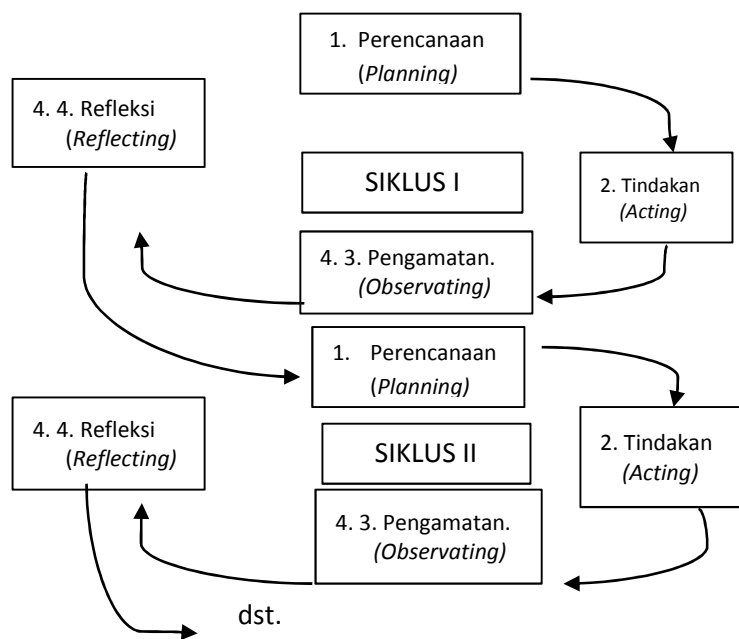 1. Perencanaan
(Planning)
4. 4. Refleksi
(Reflecting)
SIKLUS I
2. Tindakan
(Acting)
4. 3. Pengamatan.
(Observating)
1. Perencanaan
(Planning)
4. 4. Refleksi
(Reflecting)
SIKLUS II
2. Tindakan
(Acting)
4. 3. Pengamatan.
(Observating)
dst.